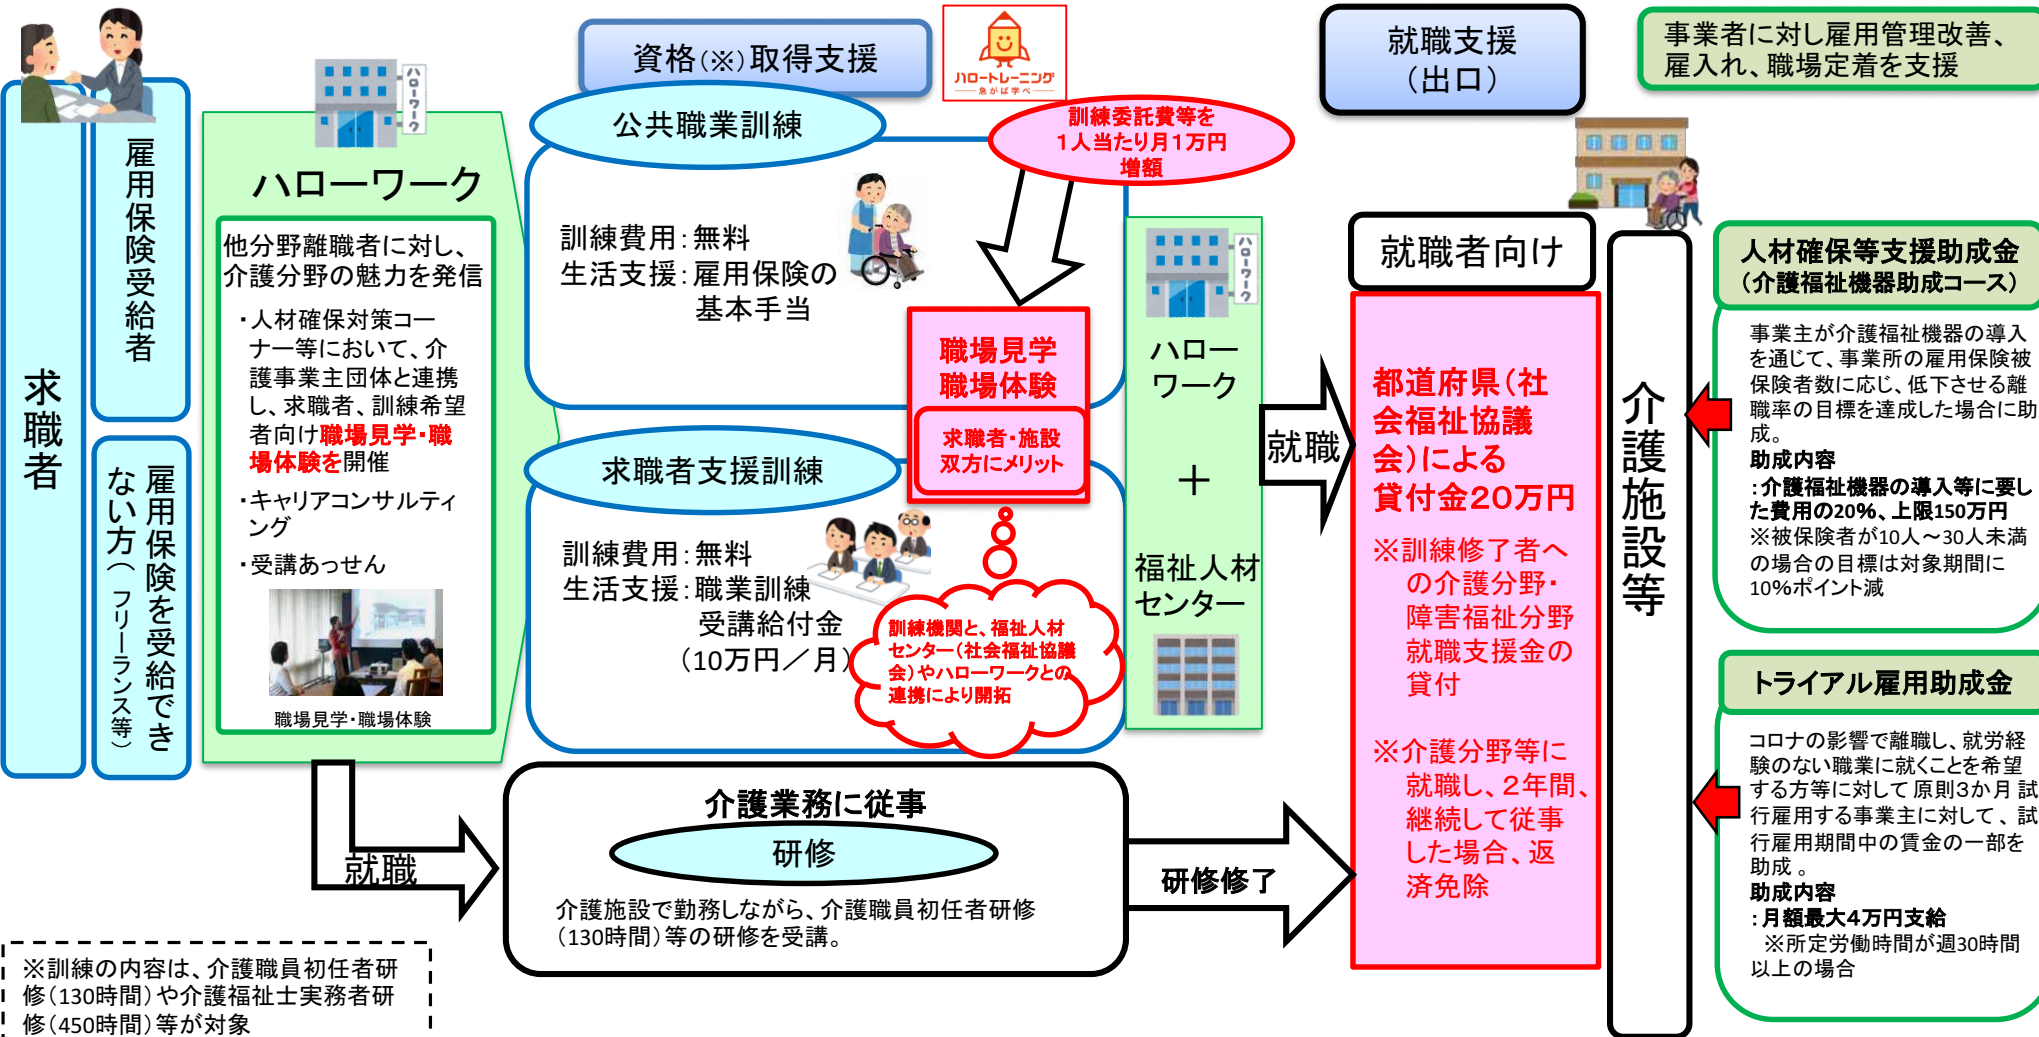 求職者
雇用保険受給者
雇用保険を受給でき
ない方（フリーランス等）
ハローワーク
ハローワーク
他分野離職者に対し、
介護分野の魅力を発信
・人材確保対策コー
ナー等において、介
護事業主団体と連携
し、求職者、訓練希望
者向け職場見学・職
場体験を開催
・キャリアコンサルティ
ング
・受講あっせん
職場見学・職場体験
資格（※）取得支援
ハロートレーニング
急がば学べ
公共職業訓練
訓練費用：無料
生活支援：雇用保険の
基本手当
訓練委託費等を
１人当たり月１万円
増額
職場見学
職場体験
求職者・施設
双方にメリット
求職者支援訓練
訓練費用：無料
生活支援：職業訓練
受講給付金
（10万円／月）
訓練機関と、福祉人材
センター（社会福祉協議
会）やハローワークとの
連携により開拓
ハローワーク
ハロー
ワーク
＋
福祉人材
センター
就職
就職
介護業務に従事
研修
介護施設で勤務しながら、介護職員初任者研修
（130時間）等の研修を受講。
研修修了
※訓練の内容は、介護職員初任者研
修（130時間）や介護福祉士実務者研
修（450時間）等が対象
就職支援
（出口）
就職者向け
都道府県（社
会福祉協議
会）による
貸付金２０万円
※訓練修了者へ
の介護分野・
障害福祉分野
就職支援金の
貸付
※介護分野等に
就職し、２年間、
継続して従事
した場合、返
済免除
介護施設等
事業者に対し雇用管理改善、
雇入れ、職場定着を支援
人材確保等支援助成金
（介護福祉機器助成コース）
事業主が介護福祉機器の導入
を通じて、事業所の雇用保険被
保険者数に応じ、低下させる離
職率の目標を達成した場合に助
成。
助成内容
：介護福祉機器の導入等に要し
た費用の20％、上限150万円
※被保険者が10人～30人未満
の場合の目標は対象期間に
10％ポイント減
トライアル雇用助成金
コロナの影響で離職し、就労経
験のない職業に就くことを希望
する方等に対して原則３か月試
行雇用する事業主に対して、試
行雇用期間中の賃金の一部を
助成。
助成内容
：月額最大４万円支給
※所定労働時間が週30時間
以上の場合